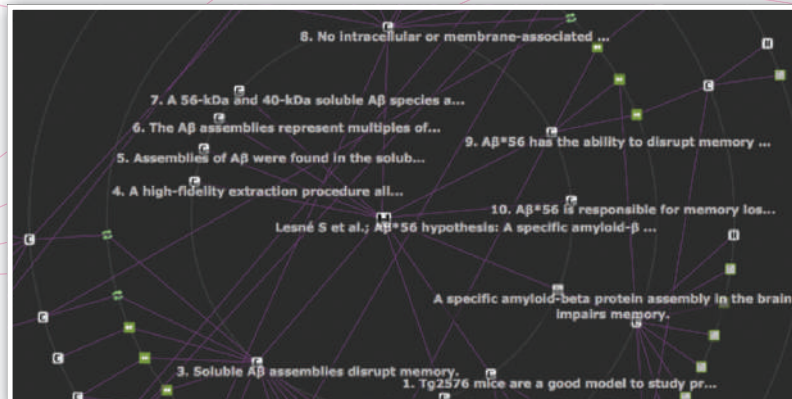 8. No intracellular or membrane-associated ...
7. A 56-kDa and 40-kDa soluble Aβ species a...
6. The Aβ assemblies represent multiples of...
9. Aβ*56 has the ability to disrupt memory ...
5. Assemblies of Aβ were found in the solub...
4. A high-fidelity extraction procedure all...
10. Aβ*56 is responsible for memory los...
H
Lesné S et al.; Aβ*56 hypothesis: A specific amyloid-β ...
A specific amyloid-beta protein assembly in the brain
impairs memory.
3. Soluble Aβ assemblies disrupt memory.
1. Tg2576 mice are a good model to study pr...